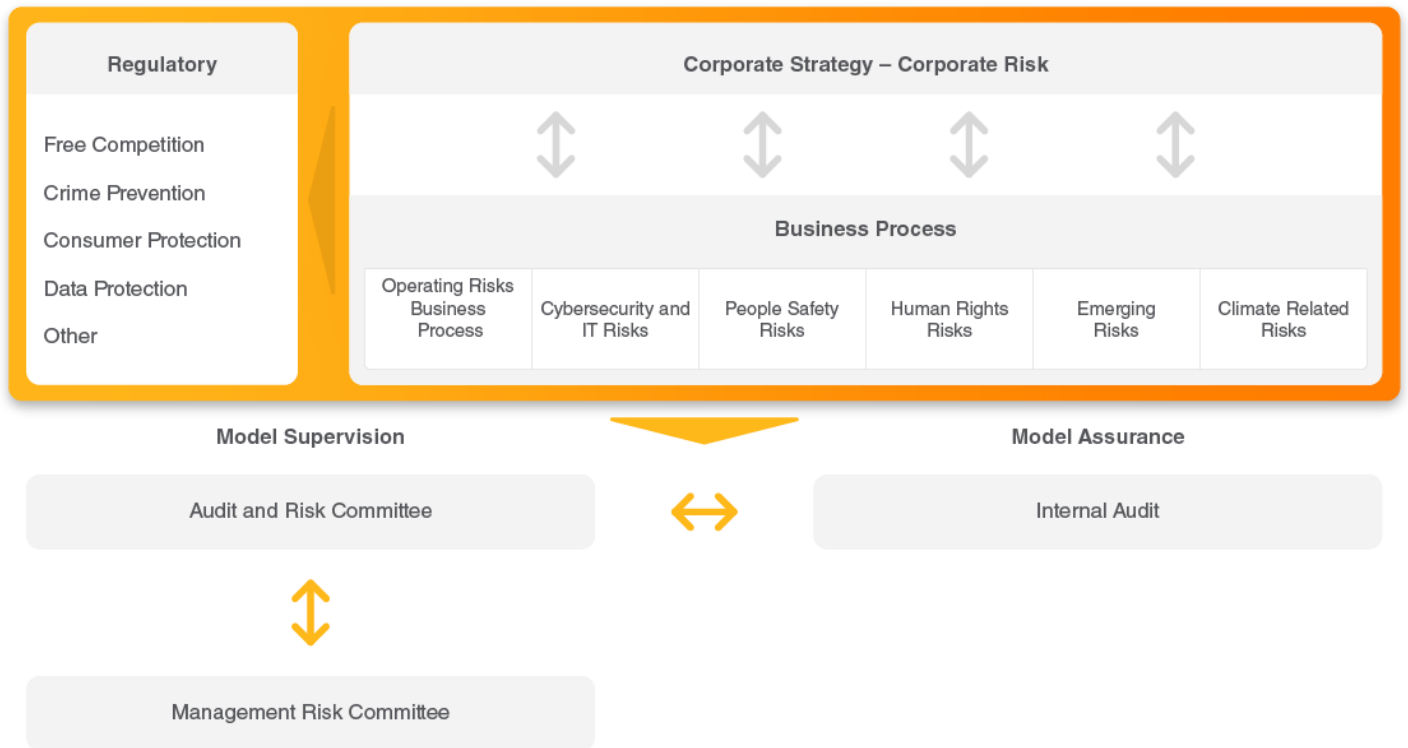 Regulatory
Free Competition
Crime Prevention
Consumer Protection
Data Protection
Other
Corporate Strategy – Corporate Risk
Business Process
Operating Risks
Business
Process
Cybersecurity and
IT Risks
People Safety
Risks
Human Rights
Risks
Emerging
Risks
Climate Related
Risks
Model Supervision
Audit and Risk Committee
Management Risk Committee
Model Assurance
Internal Audit